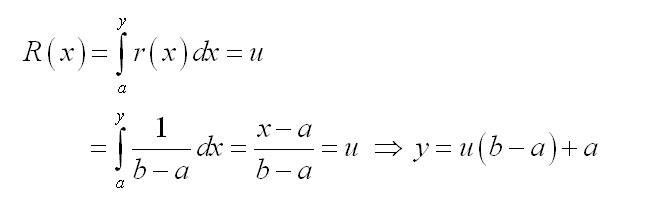 R(x) = ∫_a^y r(x) dx = u
= ∫_a^y 1/(b − a) dx = (x − a)/(b − a) = u ⇒ y = u(b − a) + a